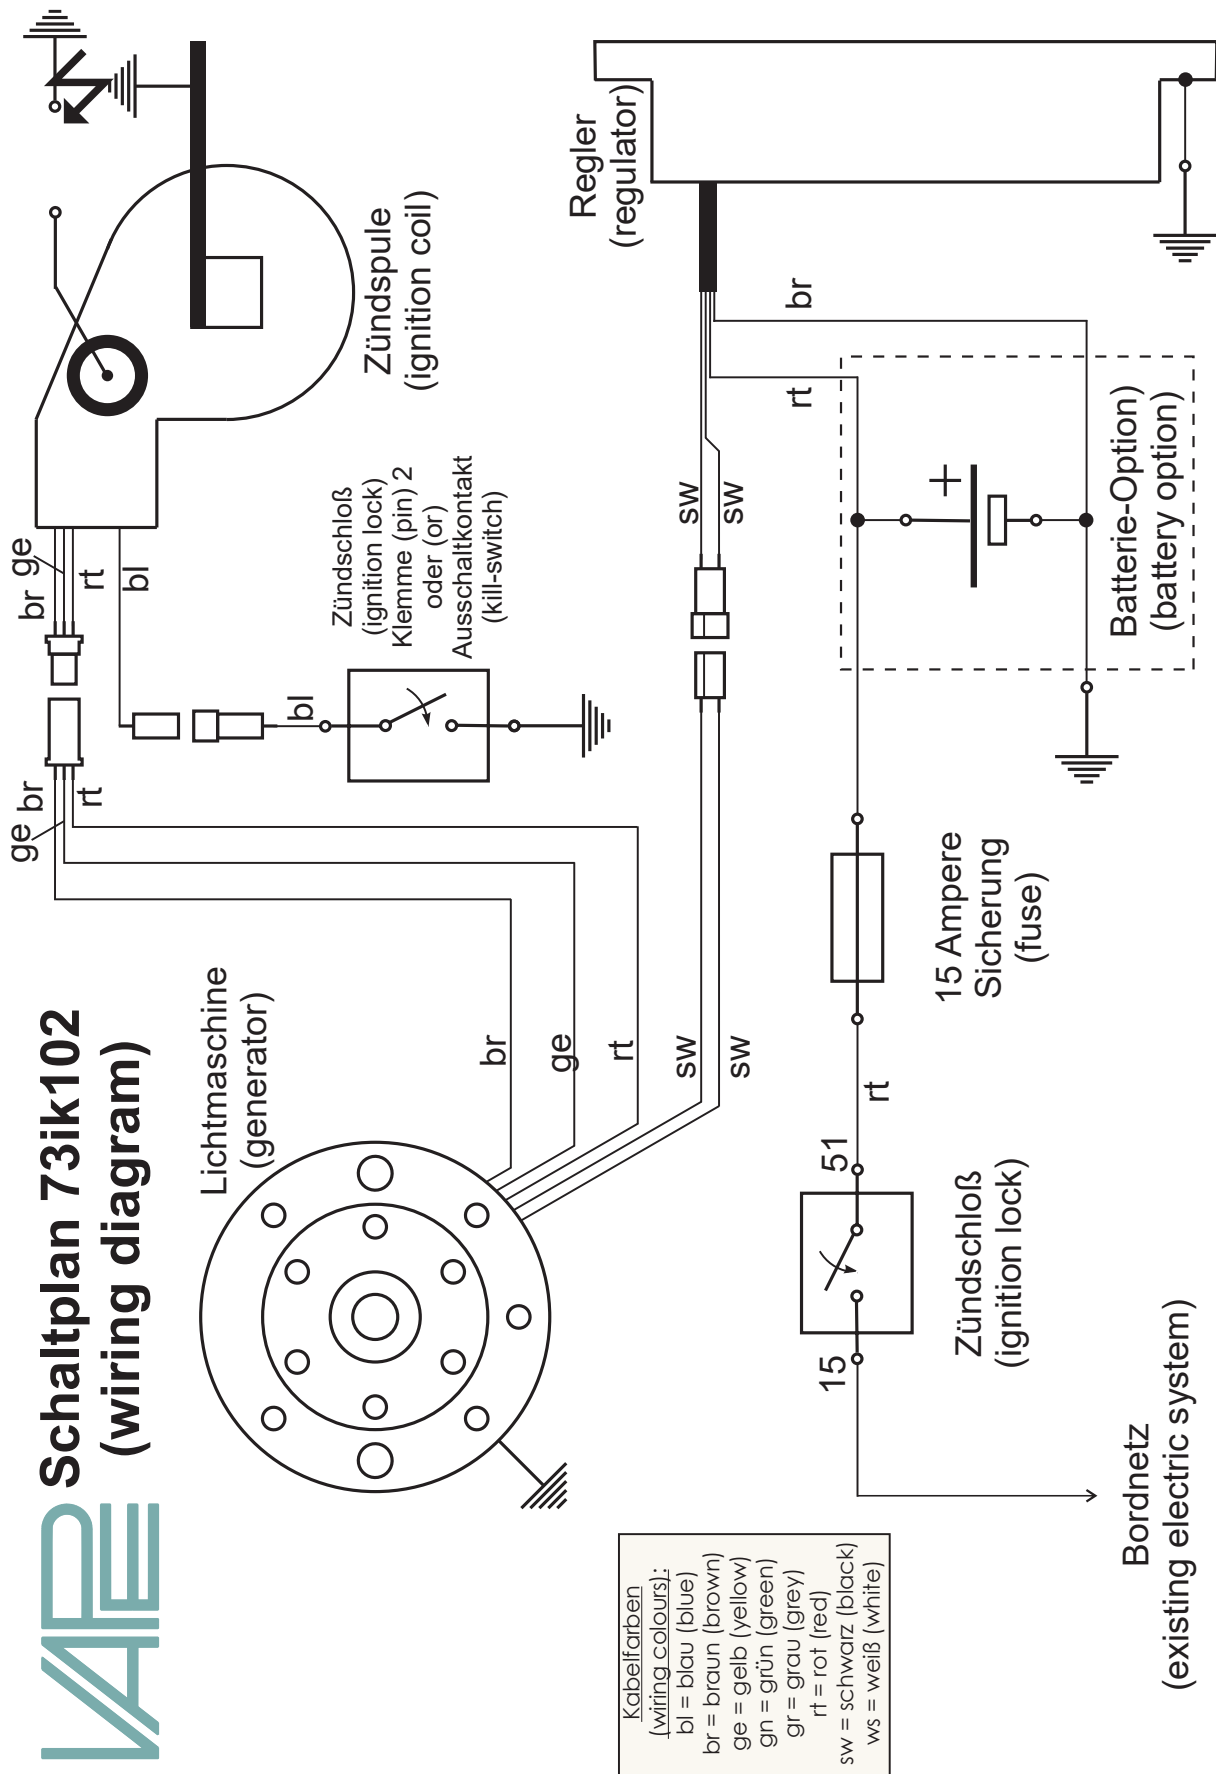 VAPE
Schaltplan 73ik102
(wiring diagram)
Lichtmaschine
(generator)
br
ge
rt
sw
sw
ge
br
rt
br
ge
rt
bl
bl
Zündschloß
(ignition lock)
Klemme (pin) 2
oder (or)
Ausschaltkontakt
(kill-switch)
Zündspule
(ignition coil)
Regler
(regulator)
sw
sw
rt
br
+
Batterie-Option)
(battery option)
15 Ampere
Sicherung
(fuse)
rt
51
15
Zündschloß
(ignition lock)
Bordnetz
(existing electric system)
Kabelfarben
(wiring colours):
bl = blau (blue)
br = braun (brown)
ge = gelb (yellow)
gn = grün (green)
gr = grau (grey)
rt = rot (red)
sw = schwarz (black)
ws = weiß (white)